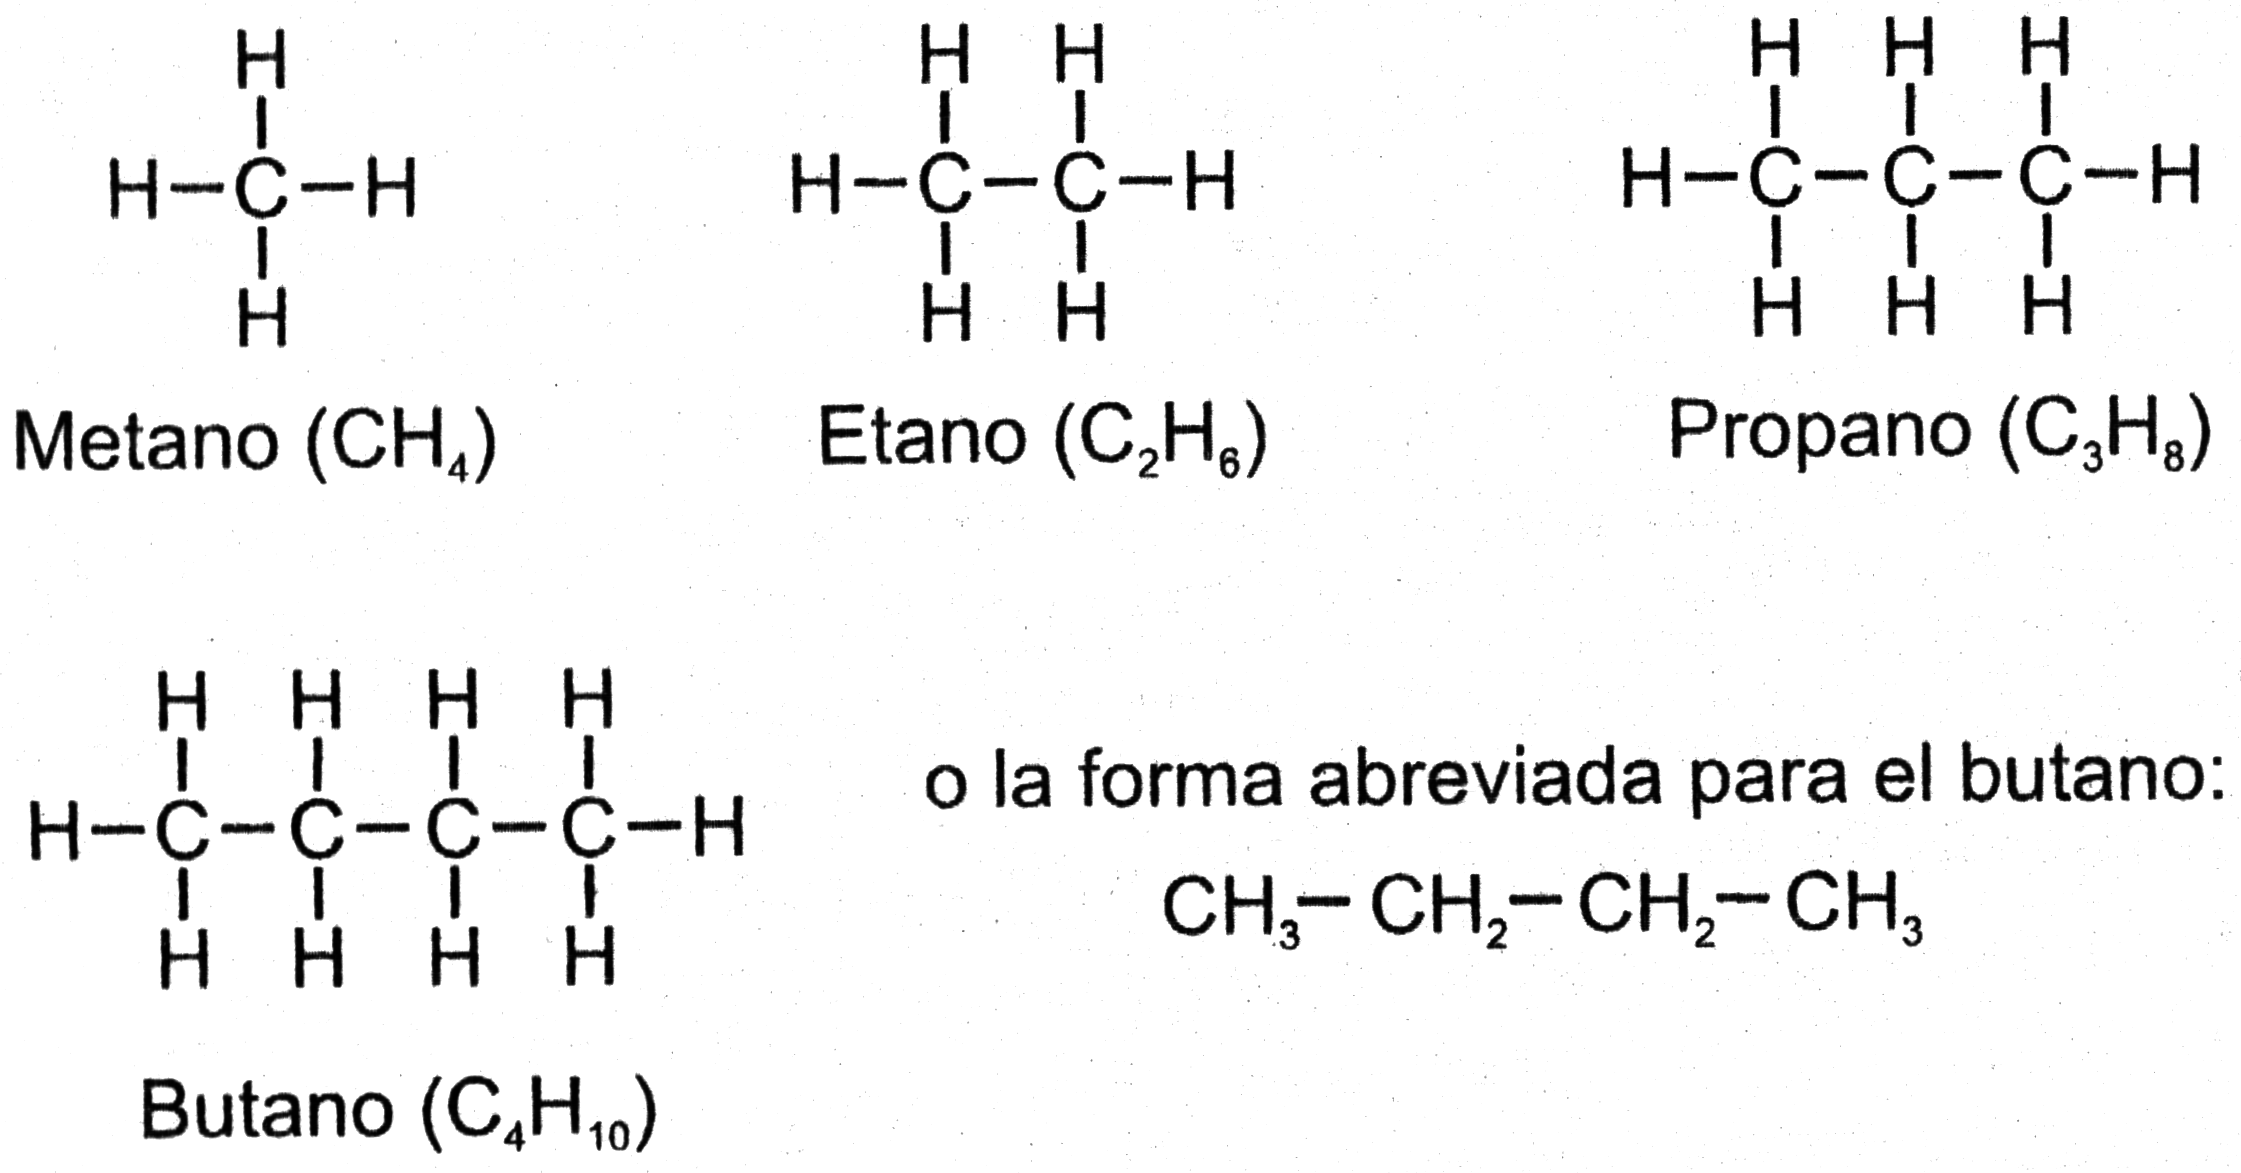 H H H H H H
H–C–H H–C–C–H H–C–C–C–H
H H H H H H
Metano (CH₄) Etano (C₂H₆) Propano (C₃H₈)
H H H H
H–C–C–C–C–H
H H H H
o la forma abreviada para el butano:
CH₃–CH₂–CH₂–CH₃
Butano (C₄H₁₀)